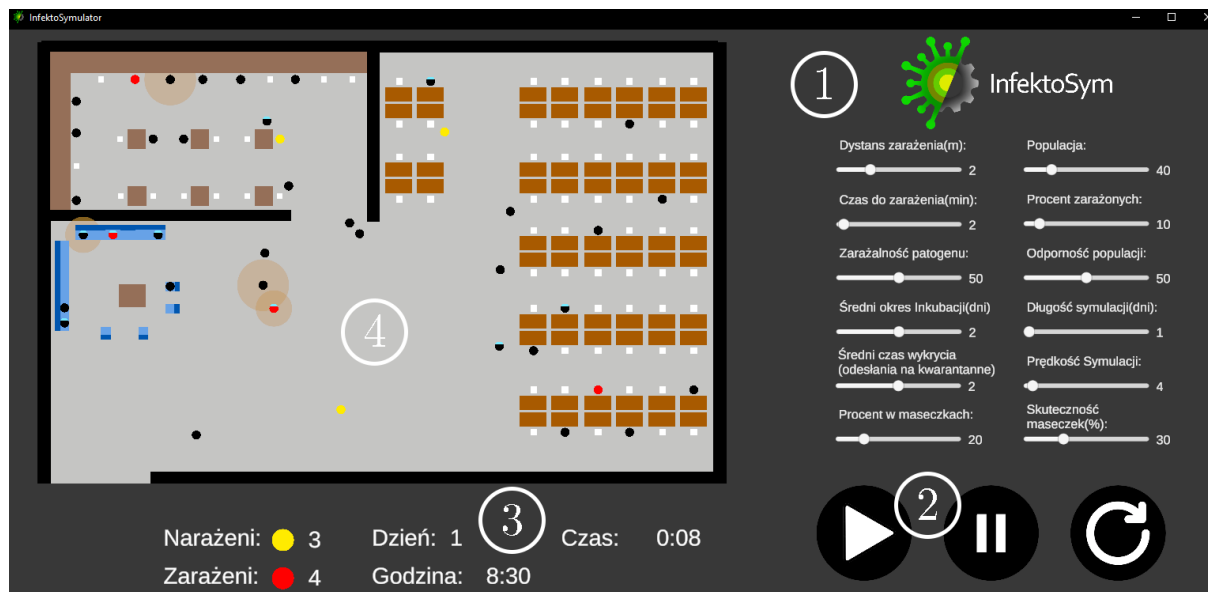 InfektoSymulator
1
InfektoSym
Dystans zarażenia(m):
2
Populacja:
40
Czas do zarażenia(min):
2
Procent zarażonych:
10
Zarażalność patogenu:
50
Odporność populacji:
50
Średni okres Inkubacji(dni)
2
Długość symulacji(dni):
1
Średni czas wykrycia
(odesłania na kwarantanne)
2
Prędkość Symulacji:
4
Procent w maseczkach:
20
Skuteczność
maseczek(%):
30
4
2
3
Narażeni: 3
Dzień: 1
Czas: 0:08
Zarażeni: 4
Godzina: 8:30